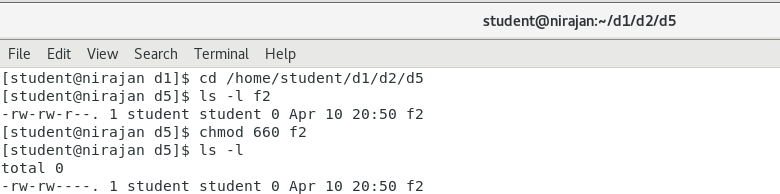 student@nirajan:~/d1/d2/d5
File Edit View Search Terminal Help
[student@nirajan d1]$ cd /home/student/d1/d2/d5
[student@nirajan d5]$ ls -l f2
-rw-rw-r--. 1 student student 0 Apr 10 20:50 f2
[student@nirajan d5]$ chmod 660 f2
[student@nirajan d5]$ ls -l
total 0
-rw-rw----. 1 student student 0 Apr 10 20:50 f2